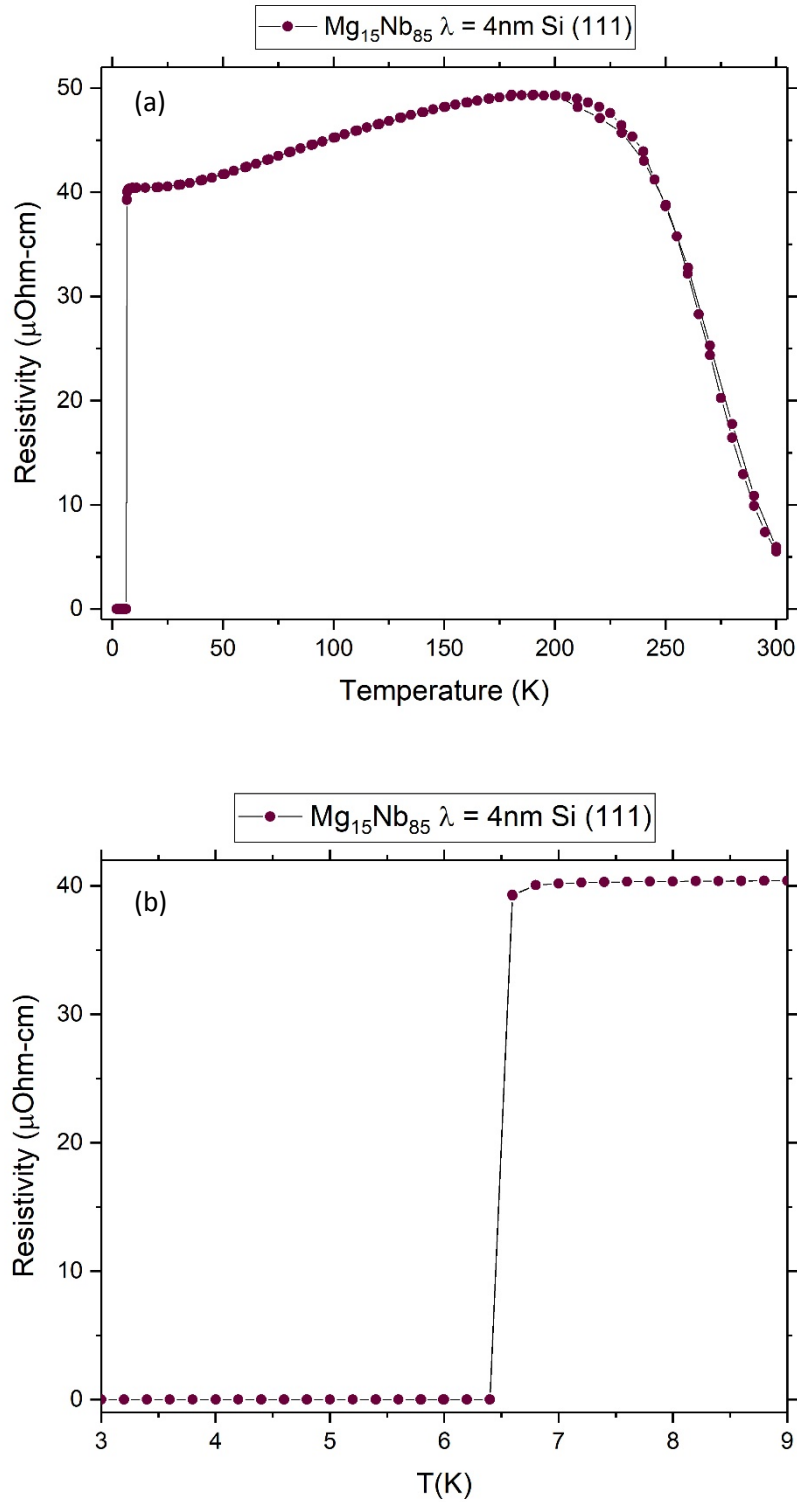 Mg₁₅Nb₈₅ λ = 4nm Si (111)
(a)
50
40
30
20
10
0
Resistivity (μOhm-cm)
0 50 100 150 200 250 300
Temperature (K)
Mg₁₅Nb₈₅ λ = 4nm Si (111)
(b)
40
30
20
10
0
Resistivity (μOhm-cm)
3 4 5 6 7 8 9
T(K)